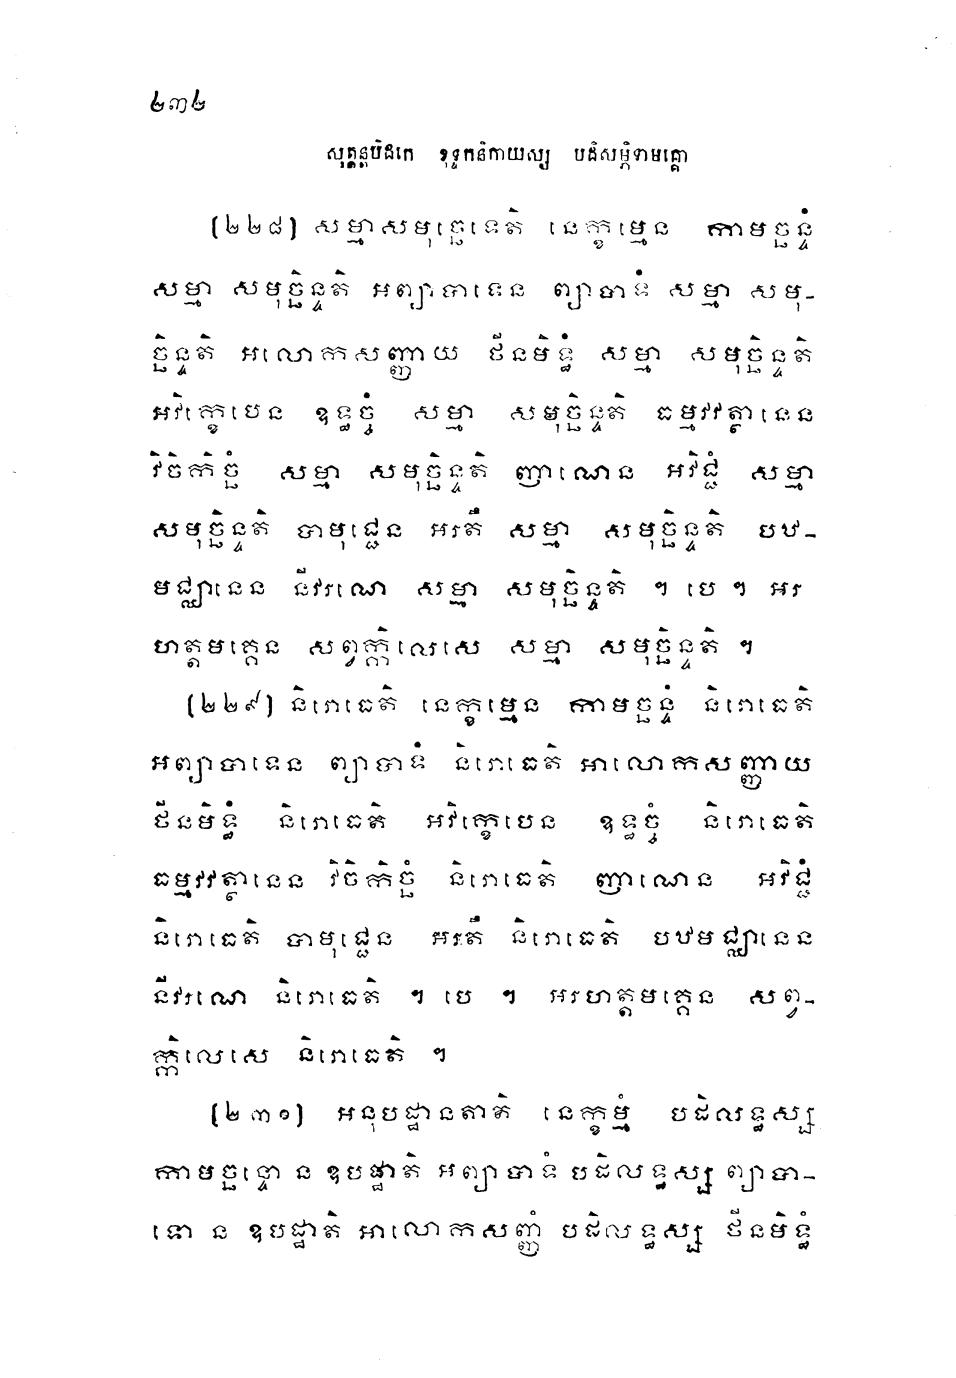 ២៣២
សុត្តន្តបិដកេ ខុទ្ទកនិកាយស្ស បដិសម្ភិទាមគ្គោ
(២២៨) សម្មាសមុច្ឆេទេតិ នេក្ខម្មេន កាមច្ឆន្ទំ
សម្មា សមុច្ឆិន្ទតិ អព្យាបាទេន ព្យាបាទំ សម្មា សមុ-
ច្ឆិន្ទតិ អលោកសញ្ញាយ ថីនមិទ្ធំ សម្មា សមុច្ឆិន្ទតិ
អវិក្ខេបេន ឧទ្ធច្ចំ សម្មា សមុច្ឆិន្ទតិ ធម្មវវត្ថានេន
វិចិកិច្ឆំ សម្មា សមុច្ឆិន្ទតិ ញាណេន អវិជ្ជំ សម្មា
សមុច្ឆិន្ទតិ បាមុជ្ជេន អរតឹ សម្មា សមុច្ឆិន្ទតិ បឋ-
មជ្ឈានេន នីវរណេ សម្មា សមុច្ឆិន្ទតិ ។ បេ ។ អរ
ហត្តមគ្គេន សព្វក្កិលេសេ សម្មា សមុច្ឆិន្ទតិ ។
(២២៩) និរោធេតិ នេក្ខម្មេន កាមច្ឆន្ទំ និរោធេតិ
អព្យាបាទេន ព្យាបាទំ និរោធេតិ អាលោកសញ្ញាយ
ថីនមិទ្ធំ និរោធេតិ អវិក្ខេបេន ឧទ្ធច្ចំ និរោធេតិ
ធម្មវវត្ថានេន វិចិកិច្ឆំ និរោធេតិ ញាណេន អវិជ្ជំ
និរោធេតិ បាមុជ្ជេន អរតឹ និរោធេតិ បឋមជ្ឈានេន
នីវរណេ និរោធេតិ ។ បេ ។ អរហត្តមគ្គេន សព្វ-
ក្កិលេសេ និរោធេតិ ។
(២៣០) អនុបដ្ឋានតាតិ នេក្ខម្មំ បដិលទ្ធស្ស
កាមច្ឆន្ទោ ន ឧបដ្ឋាតិ អព្យាបាទំ បដិលទ្ធស្ស ព្យាបា-
ទោ ន ឧបដ្ឋាតិ អាលោកសញ្ញំ បដិលទ្ធស្ស ថីនមិទ្ធំ